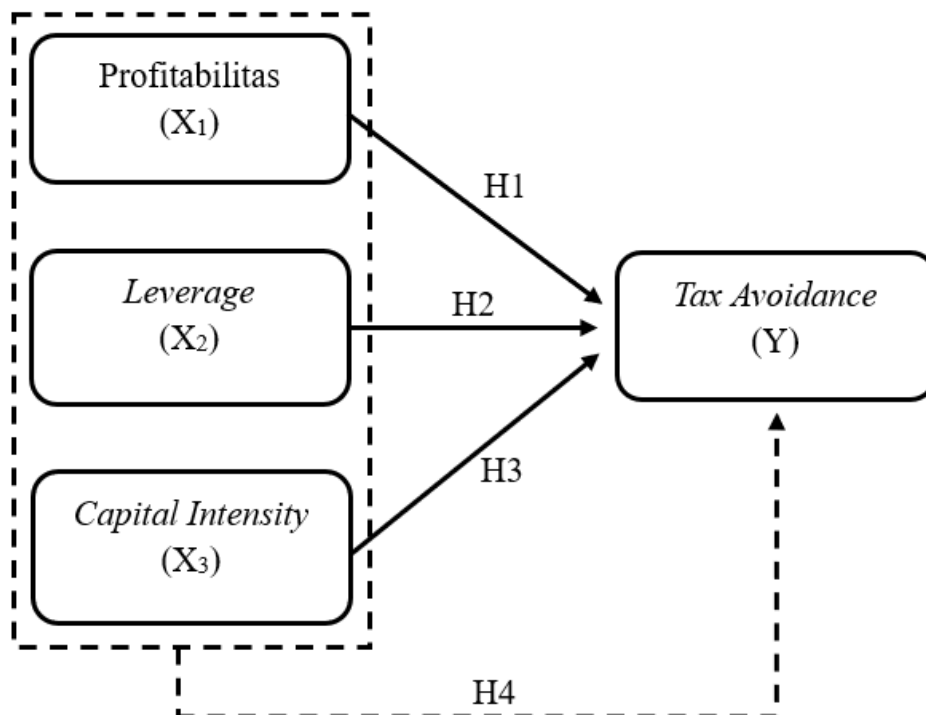 Profitabilitas
(X₁)
H1
Leverage
(X₂)
H2
Tax Avoidance
(Y)
Capital Intensity
(X₃)
H3
H4